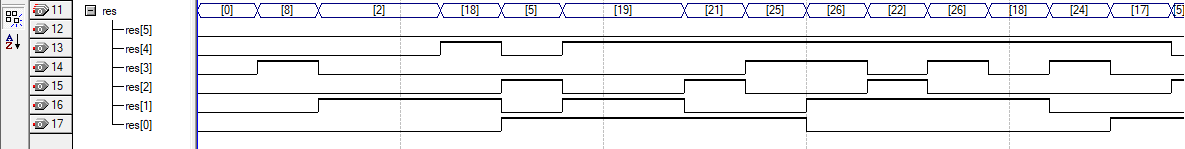 11 res [0] [8] [2] [18] [5] [19] [21] [25] [26] [22] [26] [18] [24] [17] [5]
12 res[5]
13 res[4]
14 res[3]
15 res[2]
16 res[1]
17 res[0]
A
Z